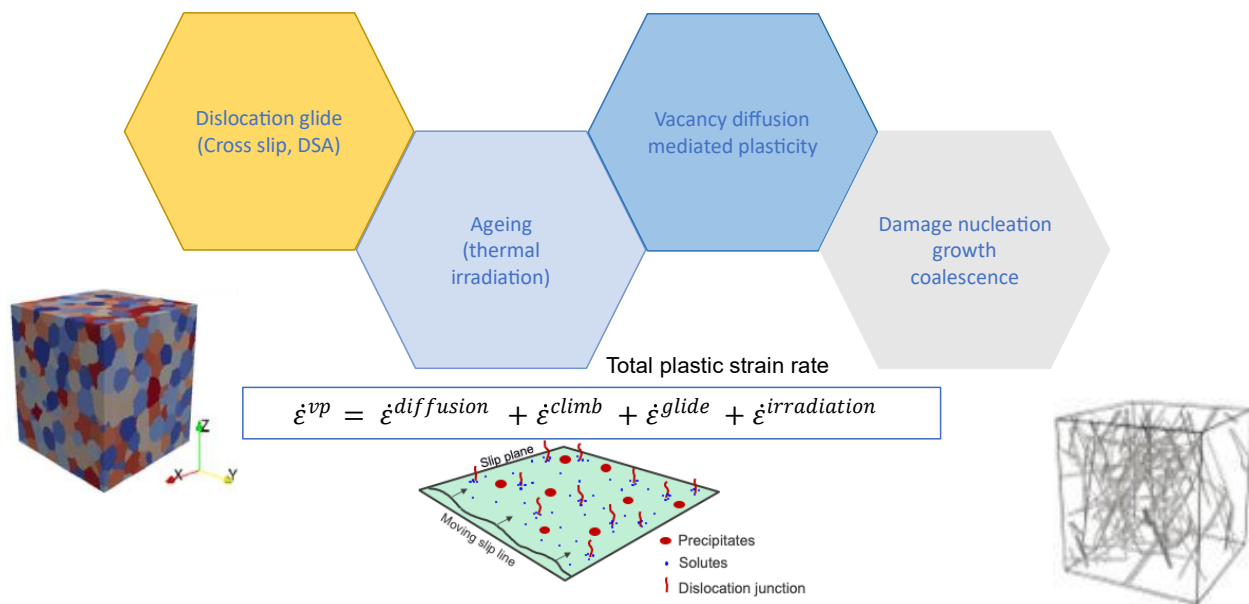 Dislocation glide
(Cross slip, DSA)
Vacancy diffusion
mediated plasticity
Ageing
(thermal
irradiation)
Damage nucleation
growth
coalescence
Total plastic strain rate
ε̇^{vp} = ε̇^{diffusion} + ε̇^{climb} + ε̇^{glide} + ε̇^{irradiation}
Z
X
Y
Slip plane
Moving slip line
Precipitates
Solutes
Dislocation junction